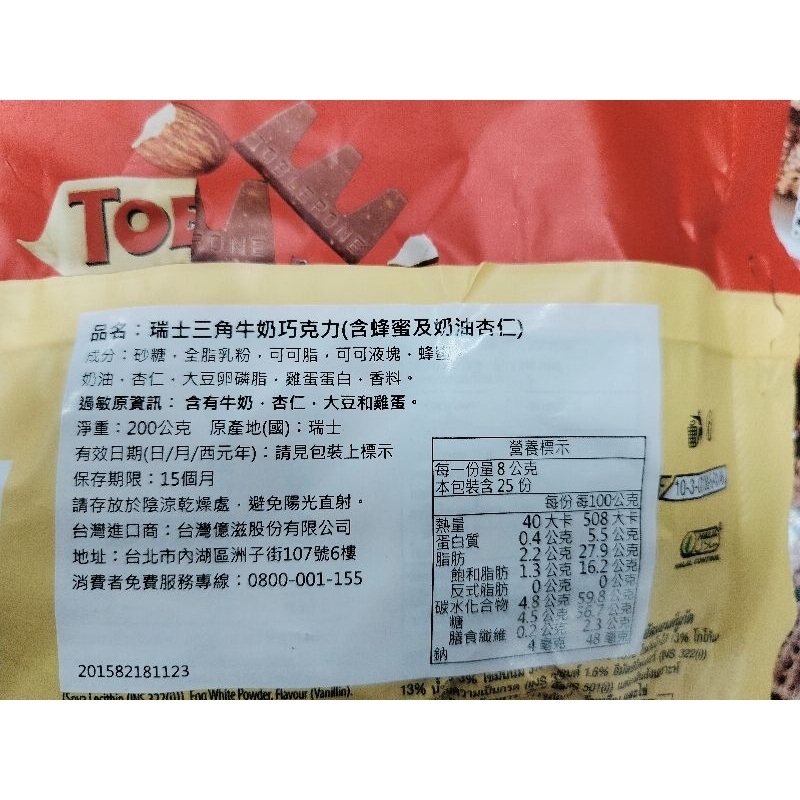 TOBLERONE
TOB
品名：瑞士三角牛奶巧克力(含蜂蜜及奶油杏仁)
成分：砂糖．全脂乳粉．可可脂，可可液塊．蜂蜜
奶油．杏仁．大豆卵磷脂．雞蛋蛋白．香料。
過敏原資訊：含有牛奶．杏仁．大豆和雞蛋。
淨重：200公克 原產地(國)：瑞士
有效日期(日/月/西元年)：請見包裝上標示
保存期限：15個月
請存放於陰涼乾燥處，避免陽光直射。
台灣進口商：台灣億滋股份有限公司
地址：台北市內湖區洲子街107號6樓
消費者免費服務專線：0800-001-155
201582181123
營養標示
每一份量8公克
本包裝含25份
每份 每100公克
熱量 40 大卡 508 大卡
蛋白質 0.4 公克 5.5 公克
脂肪 2.2 公克 27.9 公克
飽和脂肪 1.3 公克 16.2 公克
反式脂肪 0 公克 0 公克
碳水化合物 4.8 公克 59.8 公克
糖 4.5 公克 56.7 公克
膳食纖維 0.2 公克 2.3 公克
鈉 4 毫克 48 毫克
(Soya Lecithin (INS 322(i)), Egg White Powder, Flavour (Vanillin).